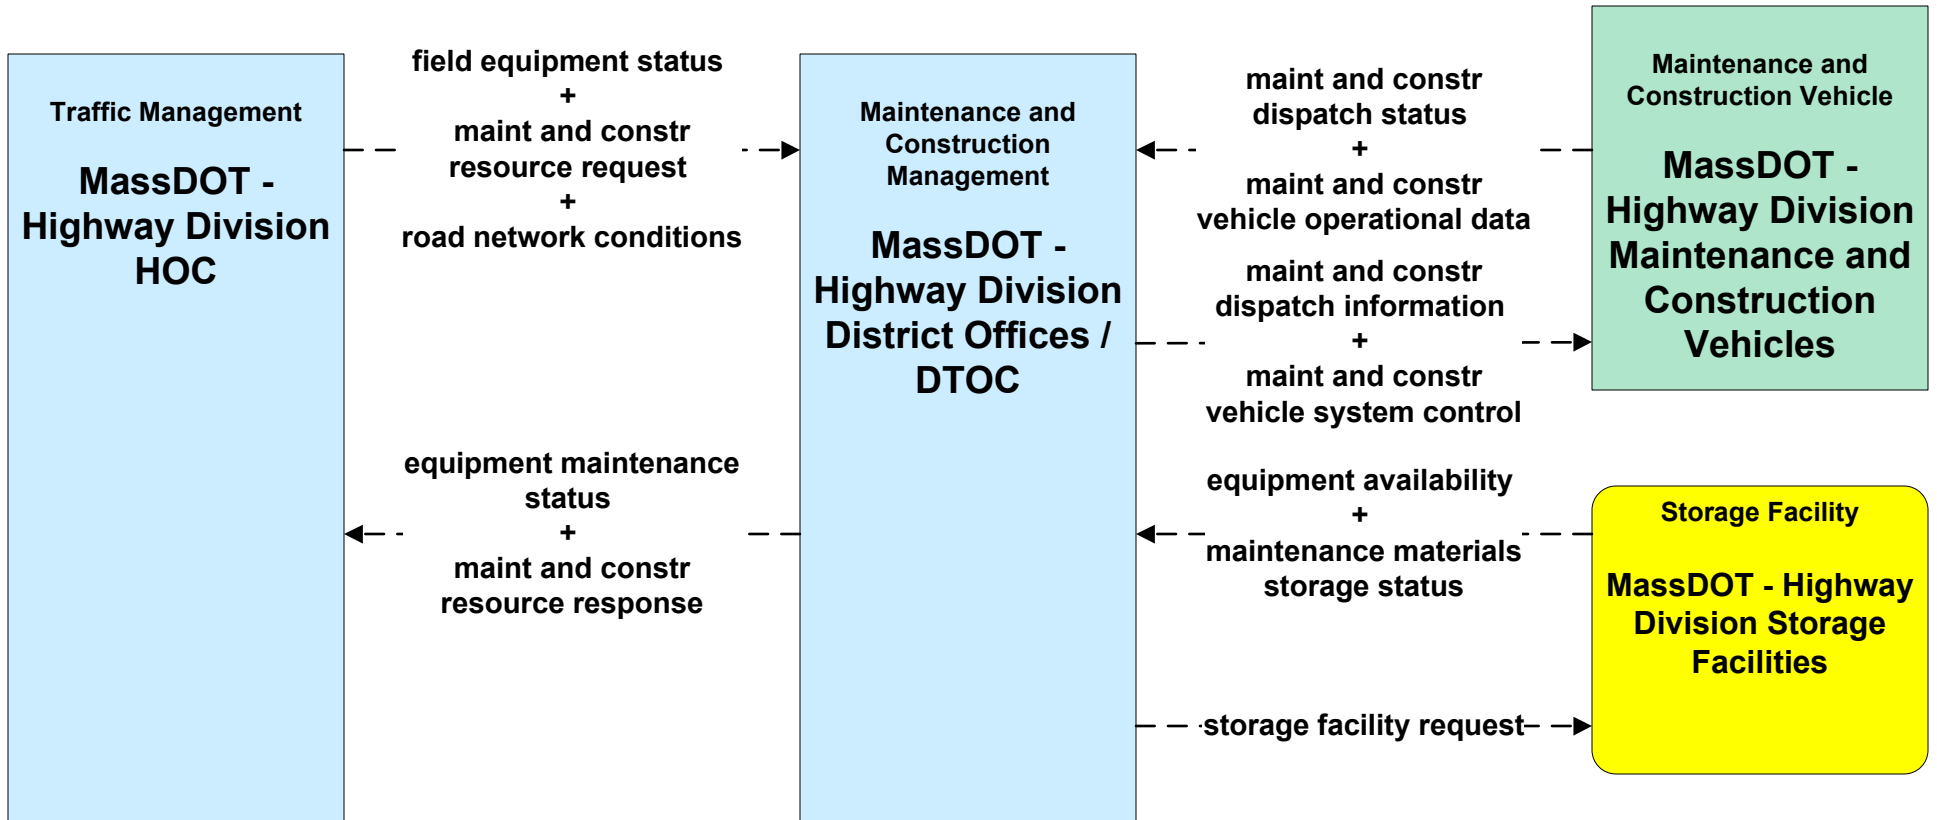 Traffic Management
MassDOT -
Highway Division
HOC
field equipment status
+
maint and constr
resource request
+
road network conditions
equipment maintenance
status
+
maint and constr
resource response
Maintenance and
Construction
Management
MassDOT -
Highway Division
District Offices /
DTOC
maint and constr
dispatch status
+
maint and constr
vehicle operational data
maint and constr
dispatch information
+
maint and constr
vehicle system control
equipment availability
+
maintenance materials
storage status
storage facility request
Maintenance and
Construction Vehicle
MassDOT -
Highway Division
Maintenance and
Construction
Vehicles
Storage Facility
MassDOT - Highway
Division Storage
Facilities